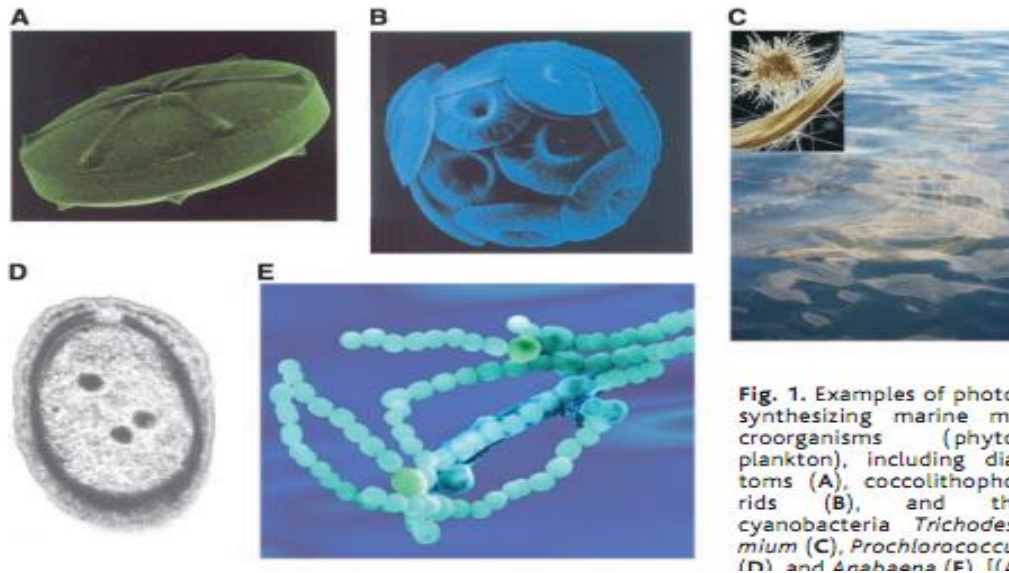 A
B
C
D
E
Fig. 1. Examples of photo
synthesizing marine m
croorganisms (phyto
plankton), including dia
toms (A), coccolithopho
rids (B), and th
cyanobacteria Trichodes
mium (C), Prochlorococcu
(D), and Anabaena (E). [(A